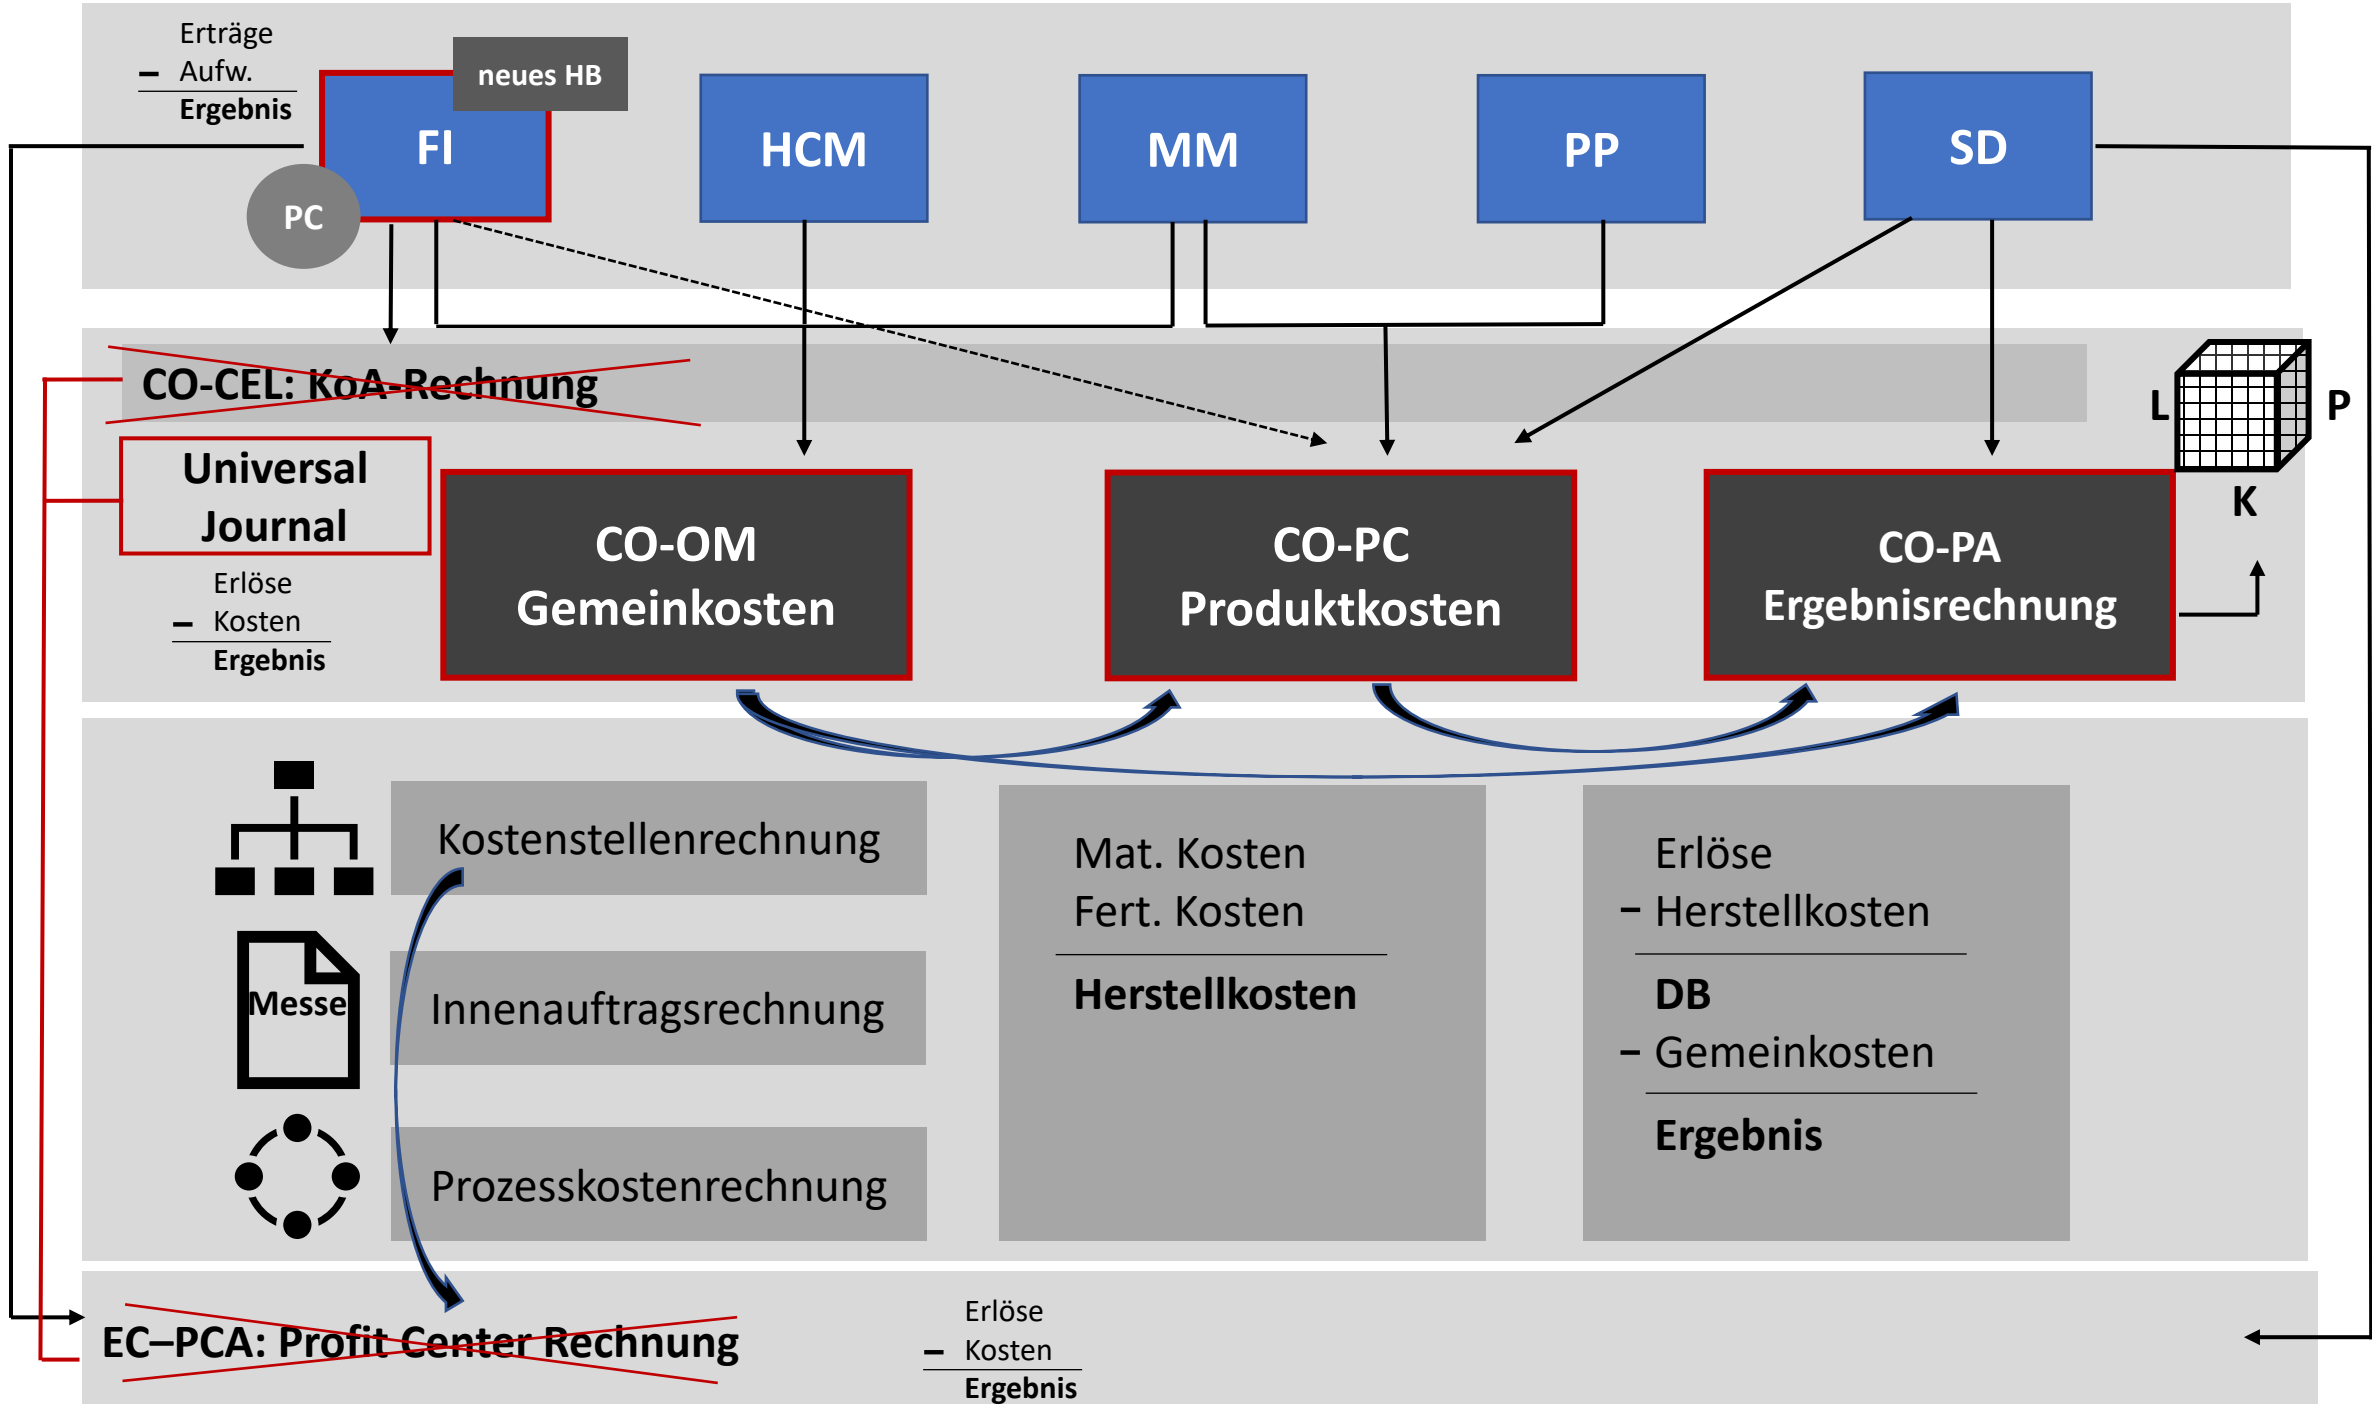 Erträge
– Aufw.
Ergebnis
neues HB
FI
PC
HCM
MM
PP
SD
CO-CEL: KoA-Rechnung
L
P
K
Universal
Journal
Erlöse
– Kosten
Ergebnis
CO-OM
Gemeinkosten
CO-PC
Produktkosten
CO-PA
Ergebnisrechnung
Kostenstellenrechnung
Messe
Innenauftragsrechnung
Prozesskostenrechnung
Mat. Kosten
Fert. Kosten
Herstellkosten
Erlöse
– Herstellkosten
DB
– Gemeinkosten
Ergebnis
EC–PCA: Profit Center Rechnung
Erlöse
– Kosten
Ergebnis